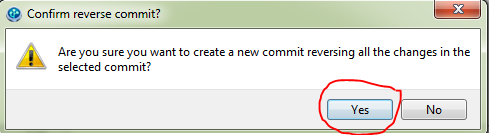 Confirm reverse commit?
Are you sure you want to create a new commit reversing all the changes in the
selected commit?
Yes No